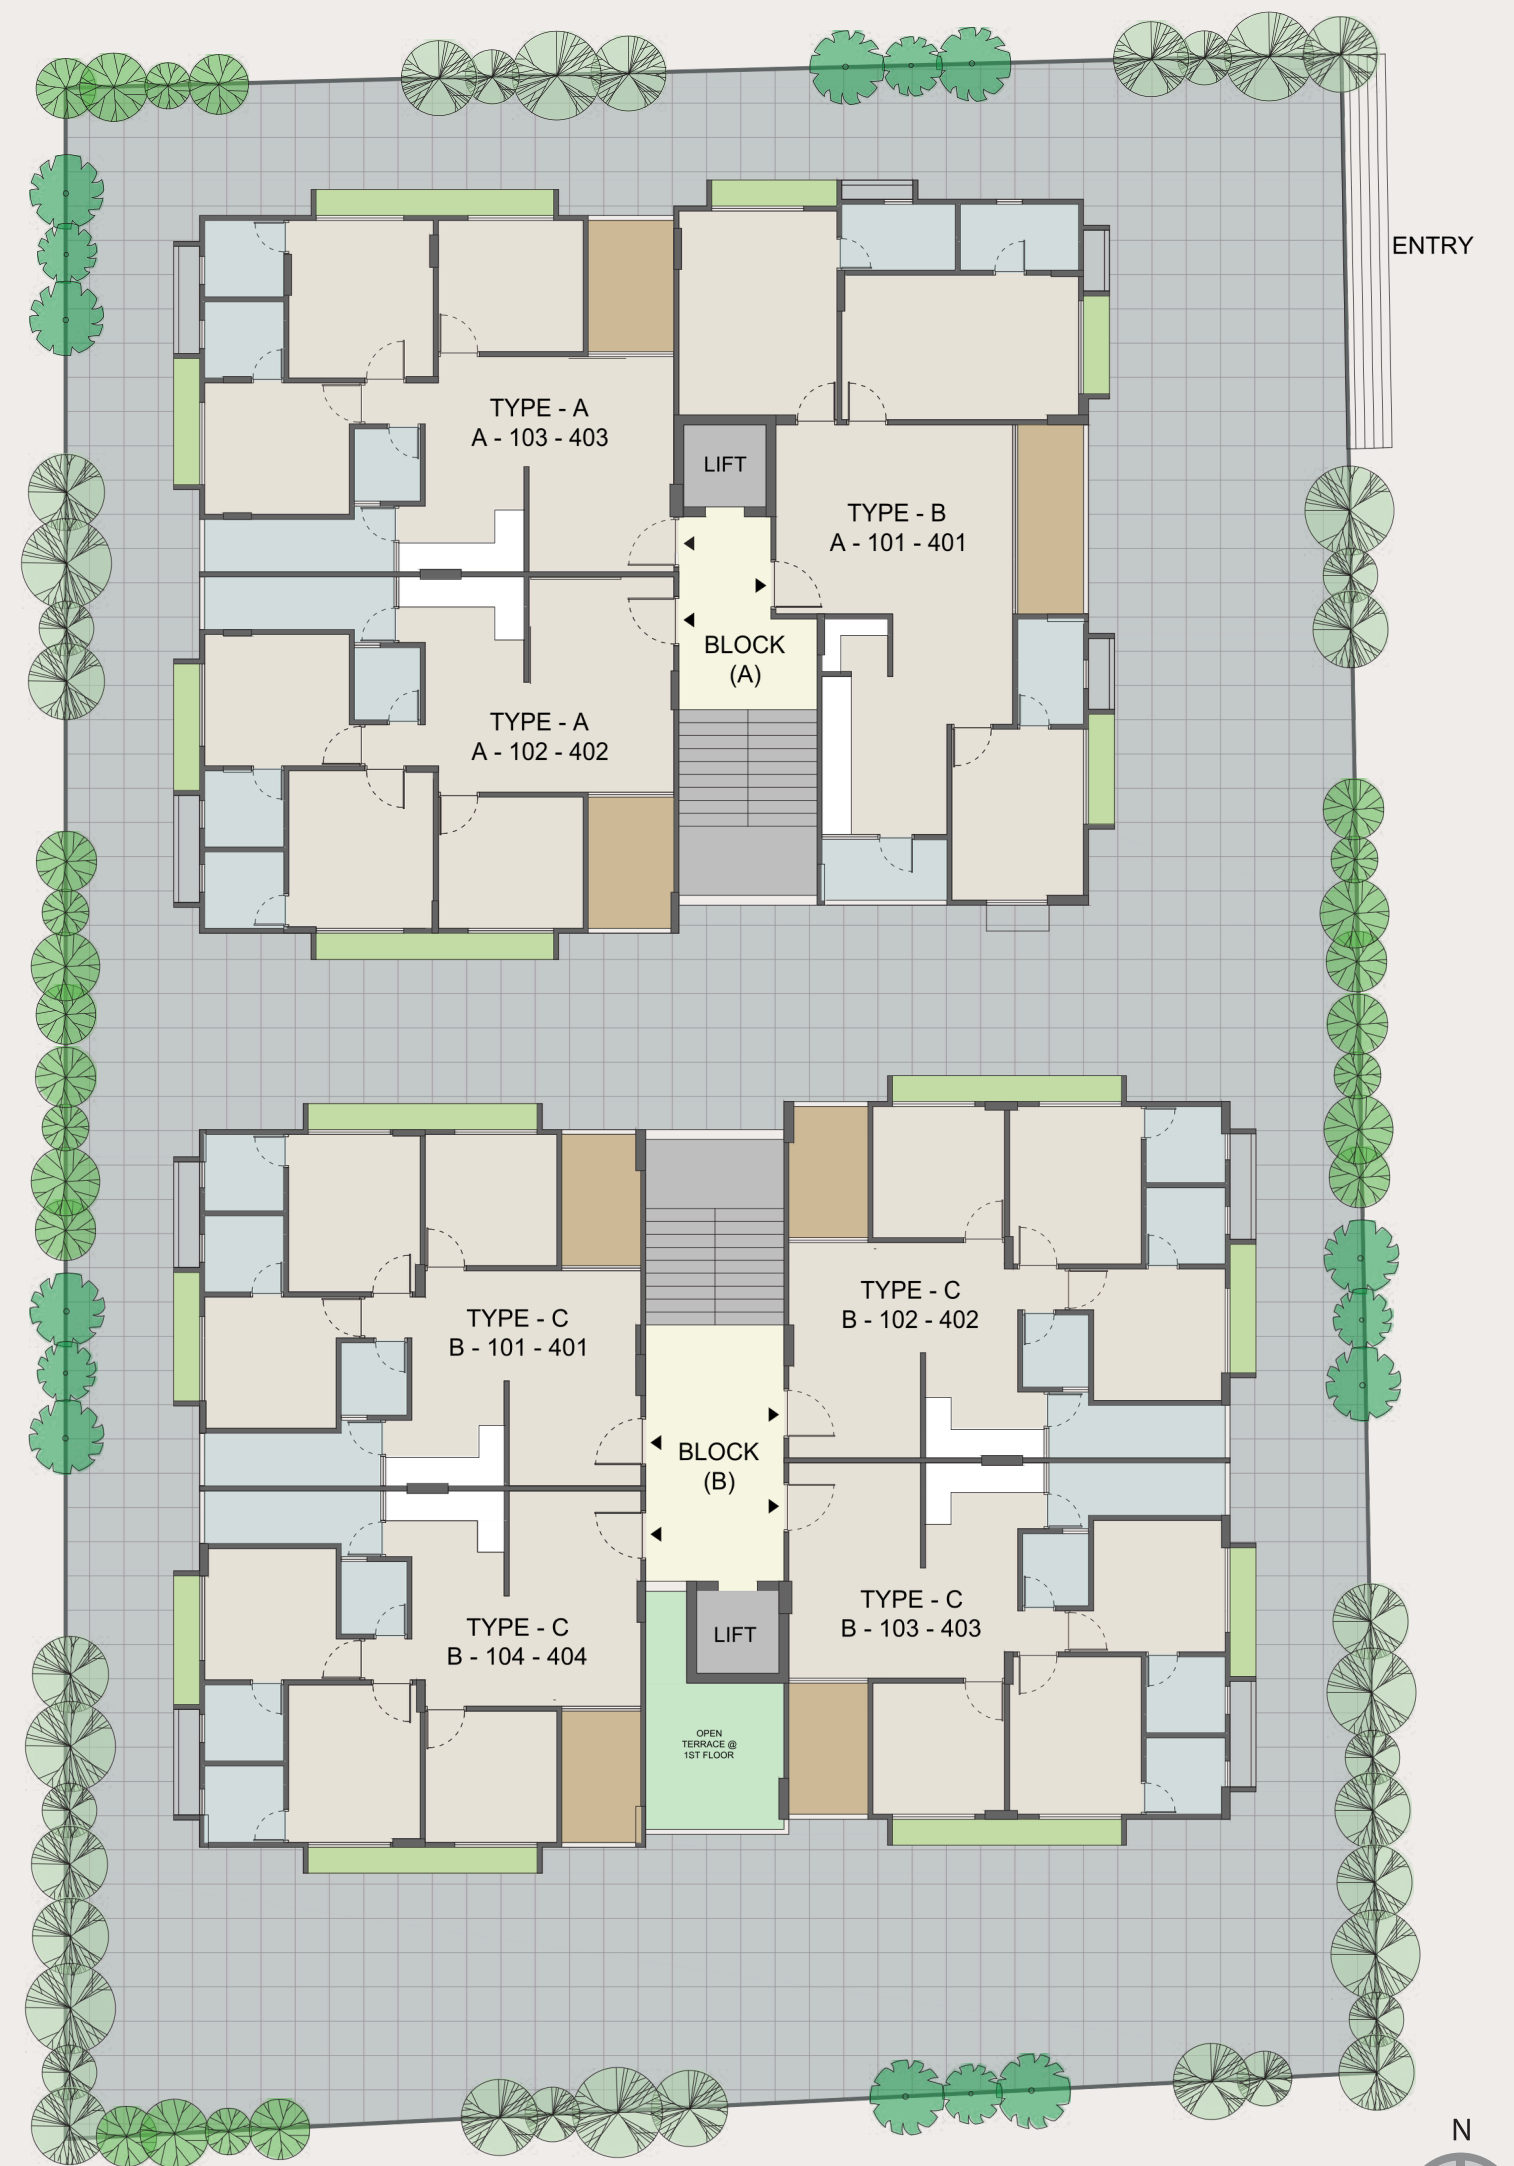 ENTRY
TYPE - A
A - 103 - 403
LIFT
TYPE - B
A - 101 - 401
BLOCK
(A)
TYPE - A
A - 102 - 402
TYPE - C
B - 101 - 401
TYPE - C
B - 102 - 402
BLOCK
(B)
TYPE - C
B - 104 - 404
TYPE - C
B - 103 - 403
LIFT
OPEN
TERRACE @
1ST FLOOR
N